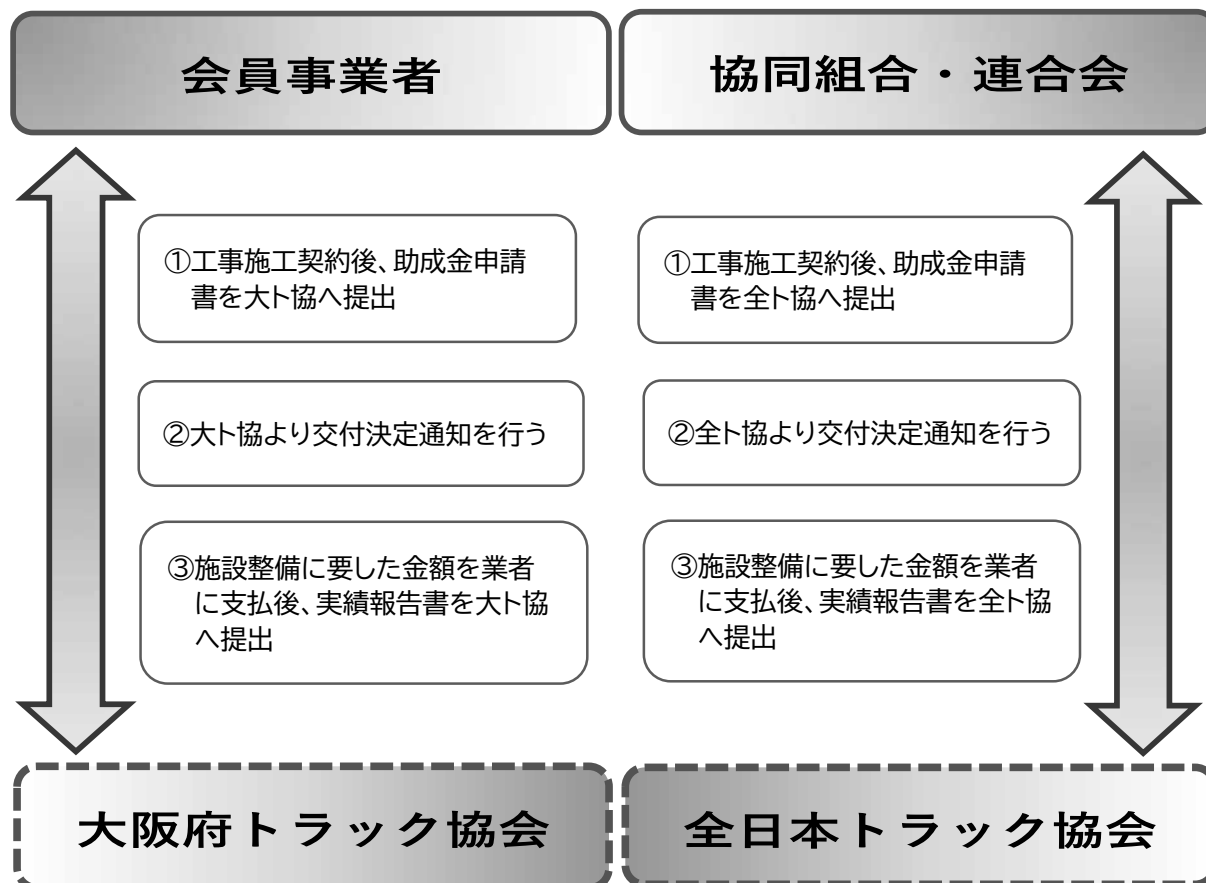 会員事業者
協同組合・連合会
①工事施工契約後、助成金申請
書を大ト協へ提出
①工事施工契約後、助成金申請
書を全ト協へ提出
②大ト協より交付決定通知を行う
②全ト協より交付決定通知を行う
③施設整備に要した金額を業者
に支払後、実績報告書を大ト協
へ提出
③施設整備に要した金額を業者
に支払後、実績報告書を全ト協
へ提出
大阪府トラック協会
全日本トラック協会